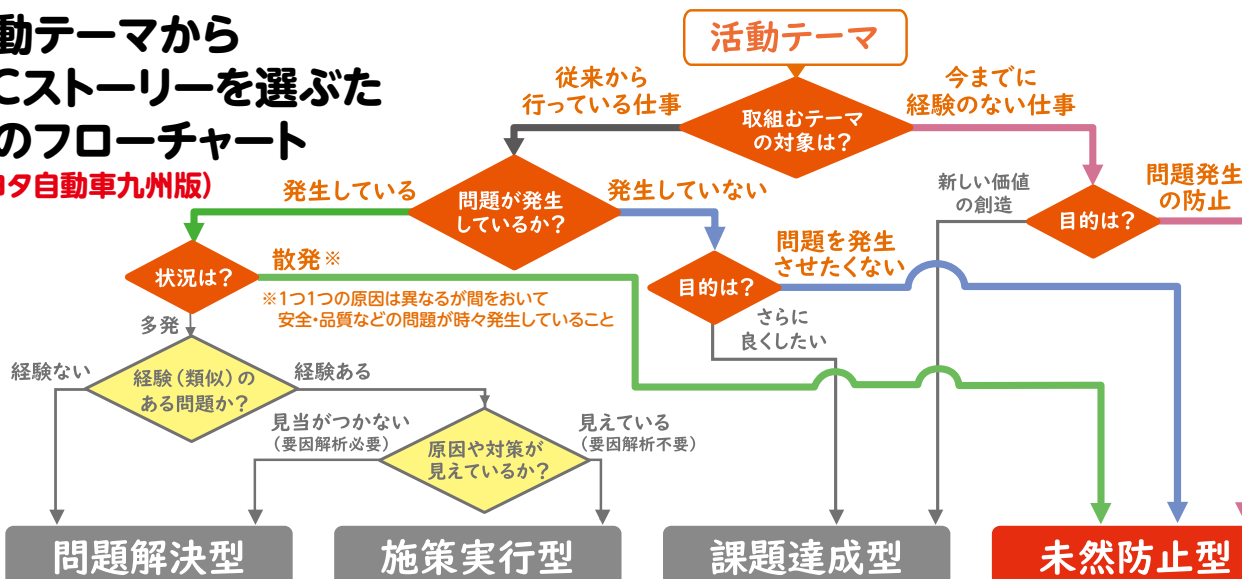 動テーマから
Cストーリーを選ぶた
のフローチャート
タ自動車九州版)
活動テーマ
従来から
行っている仕事
今までに
経験のない仕事
取組むテーマ
の対象は?
発生している
問題が発生
しているか?
発生していない
新しい価値
の創造
目的は?
問題発生
の防止
状況は?
散発※
※1つ1つの原因は異なるが間をおいて
安全・品質などの問題が時々発生していること
目的は?
問題を発生
させたくない
さらに
良くしたい
多発
経験ない
経験(類似)の
ある問題か?
経験ある
見当がつかない
(要因解析必要)
原因や対策が
見えているか?
見えている
(要因解析不要)
問題解決型
施策実行型
課題達成型
未然防止型